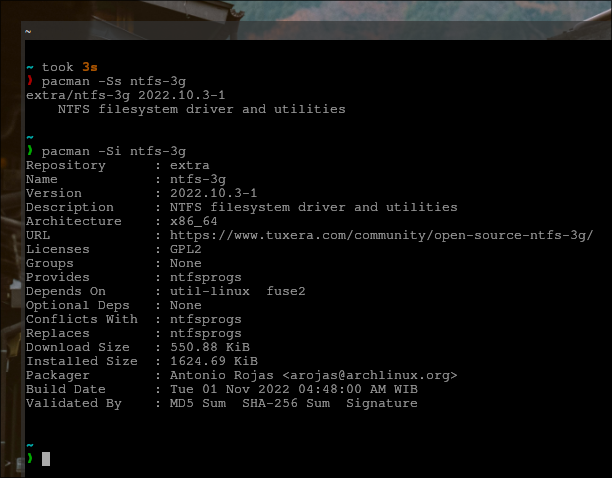 ~
~ took 3s
❯ pacman -Ss ntfs-3g
extra/ntfs-3g 2022.10.3-1
    NTFS filesystem driver and utilities
~
❯ pacman -Si ntfs-3g
Repository      : extra
Name            : ntfs-3g
Version         : 2022.10.3-1
Description     : NTFS filesystem driver and utilities
Architecture    : x86_64
URL             : https://www.tuxera.com/community/open-source-ntfs-3g/
Licenses        : GPL2
Groups          : None
Provides        : ntfsprogs
Depends On      : util-linux  fuse2
Optional Deps   : None
Conflicts With  : ntfsprogs
Replaces        : ntfsprogs
Download Size   : 550.88 KiB
Installed Size  : 1624.69 KiB
Packager        : Antonio Rojas <arojas@archlinux.org>
Build Date      : Tue 01 Nov 2022 04:48:00 AM WIB
Validated By    : MD5 Sum  SHA-256 Sum  Signature
~
❯